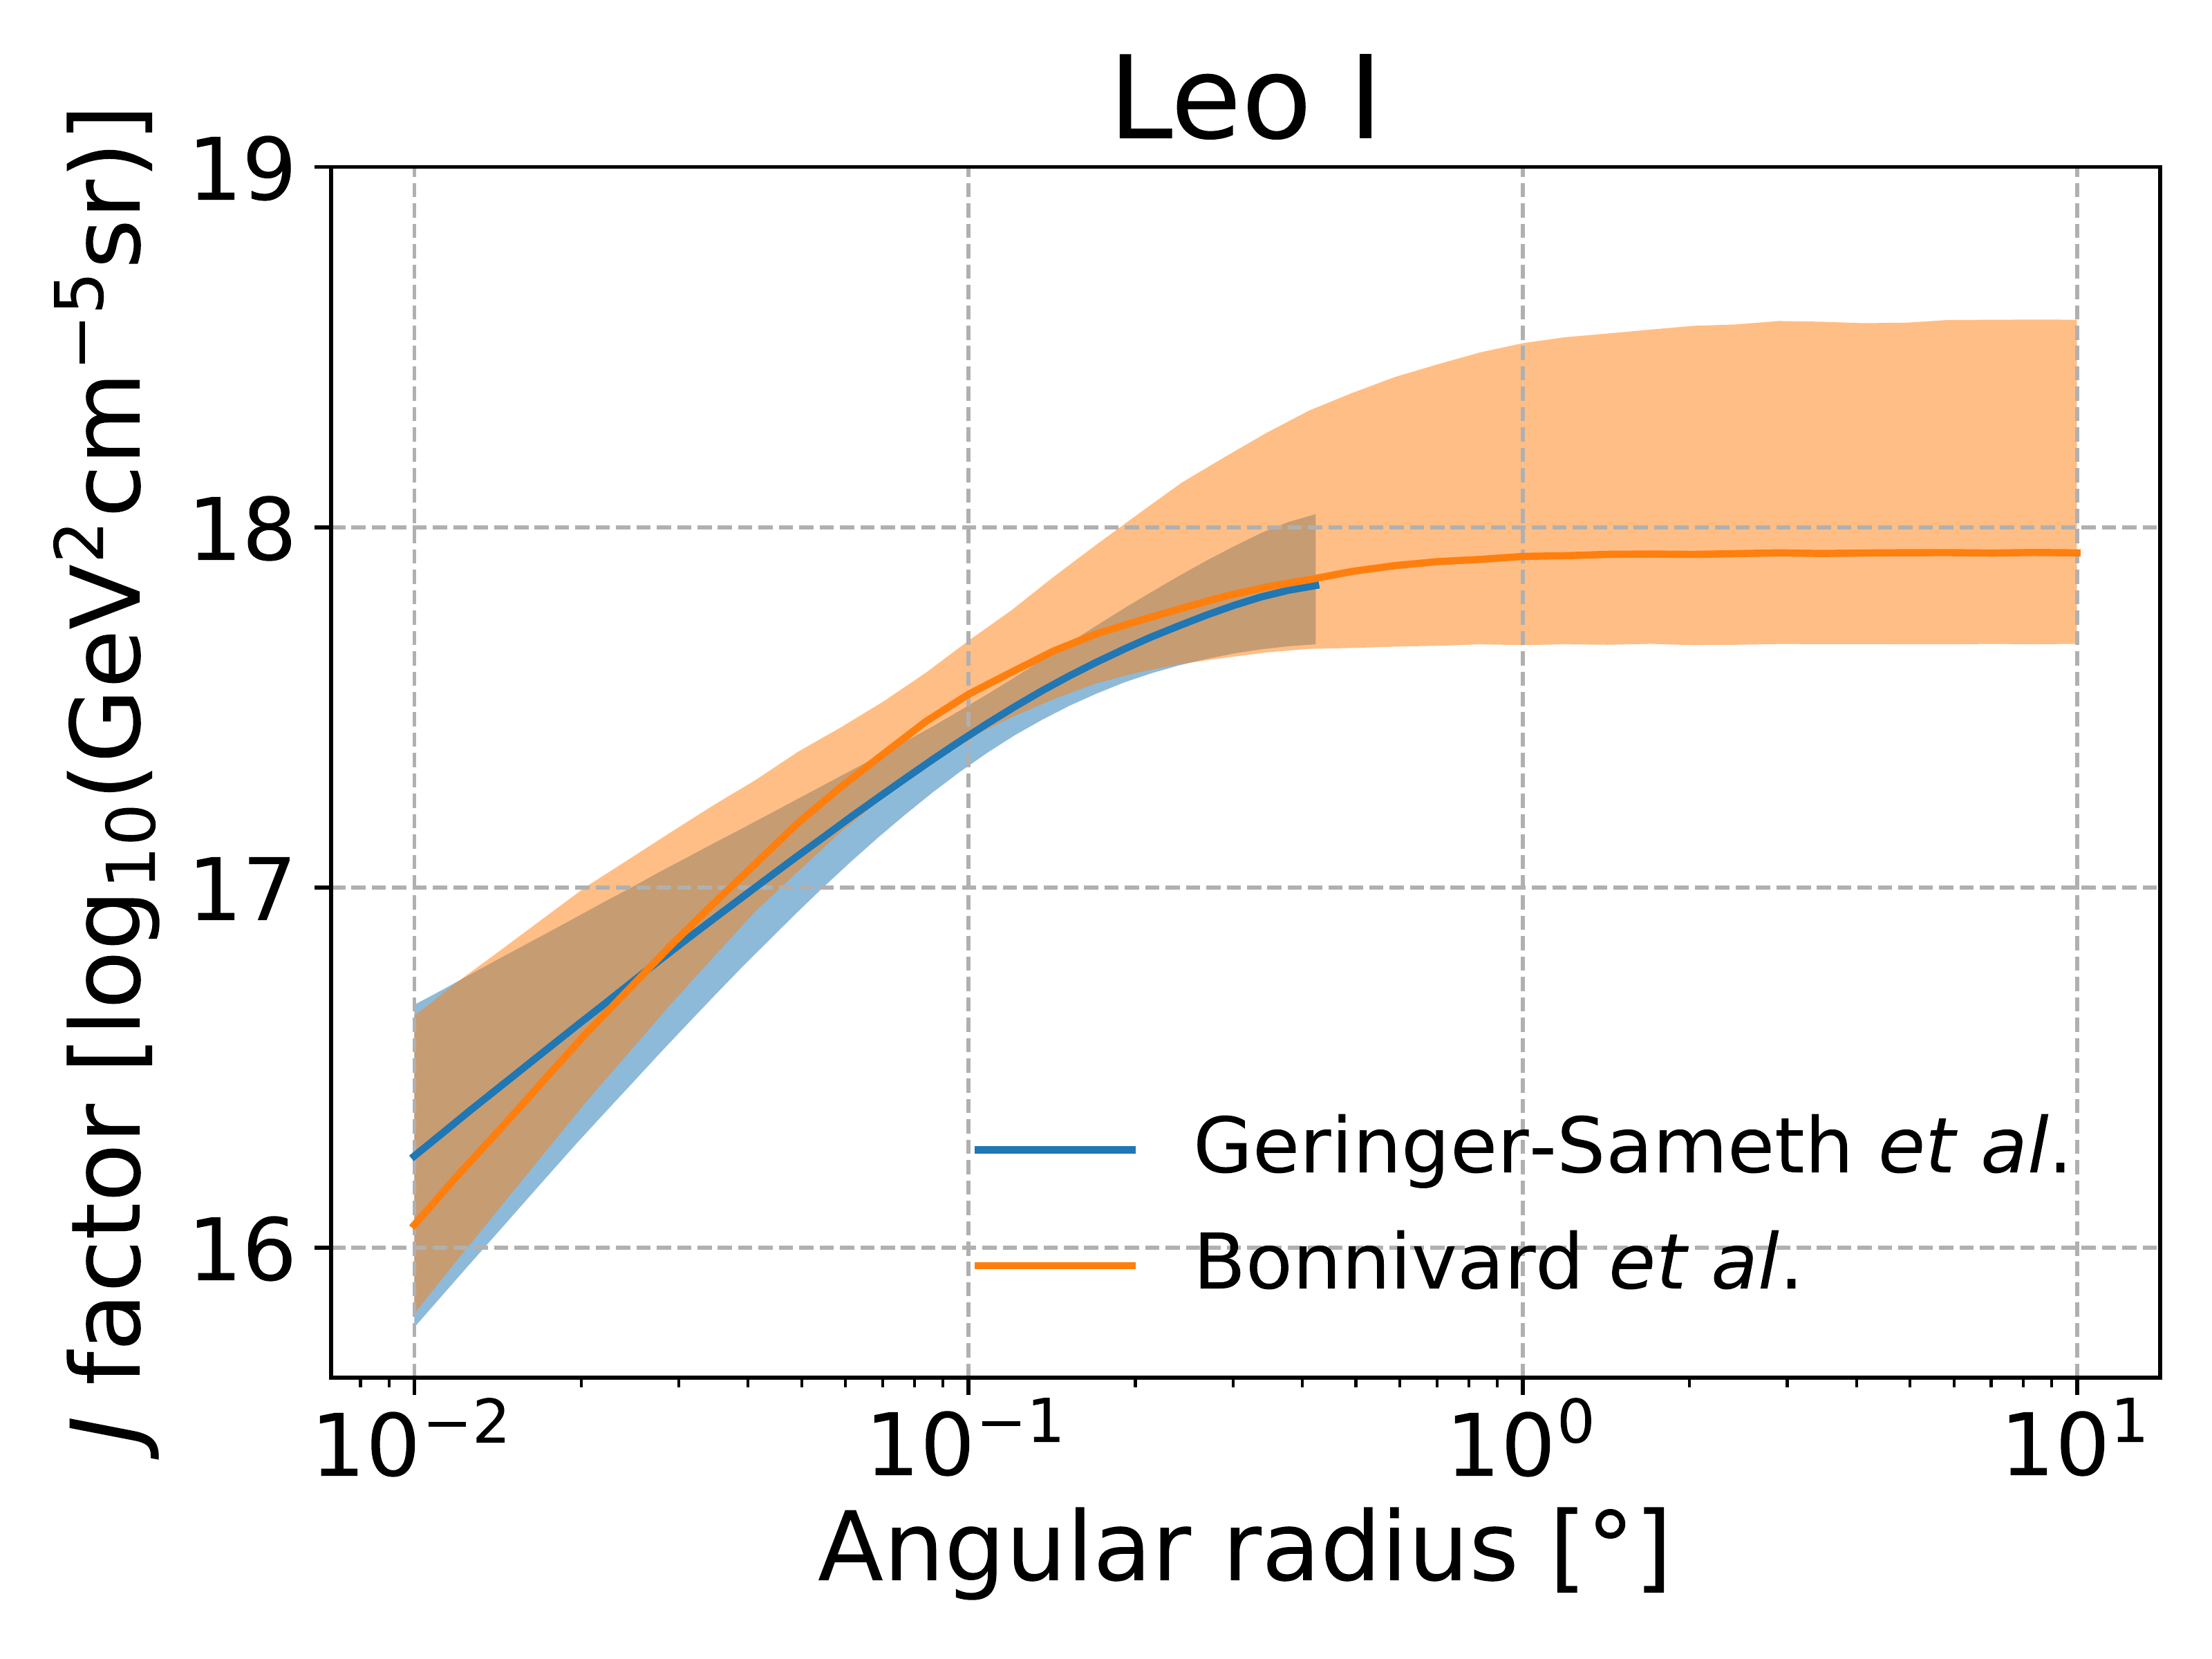 Leo I
J factor [log₁₀(GeV²cm⁻⁵sr)]
19
18
17
16
Geringer-Sameth et al.
Bonnivard et al.
10⁻² 10⁻¹ 10⁰ 10¹
Angular radius [°]